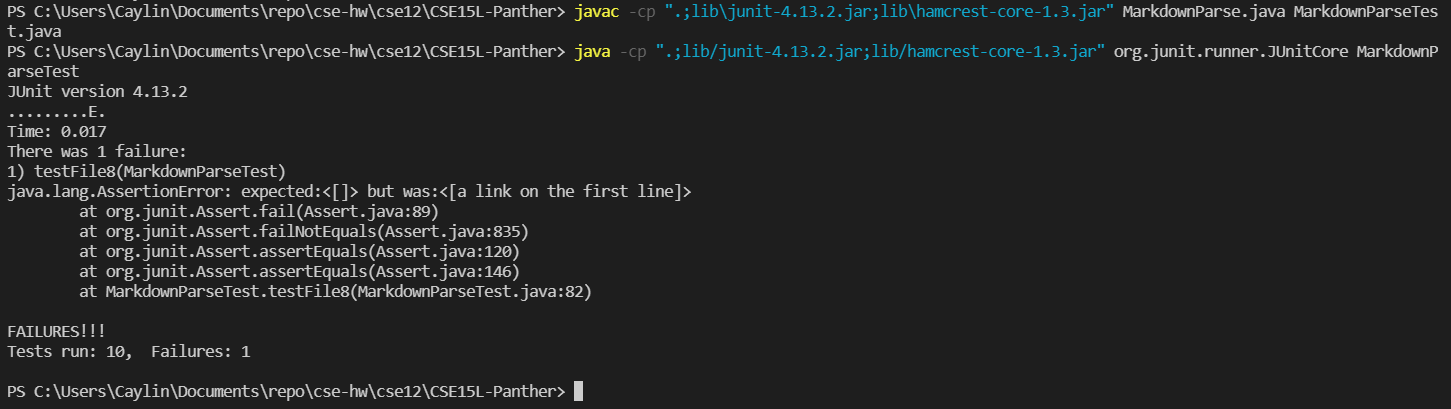 PS C:\Users\Caylin\Documents\repo\cse-hw\cse12\CSE15L-Panther> javac -cp ".;lib\junit-4.13.2.jar;lib\hamcrest-core-1.3.jar" MarkdownParse.java MarkdownParseTes
t.java
PS C:\Users\Caylin\Documents\repo\cse-hw\cse12\CSE15L-Panther> java -cp ".;lib/junit-4.13.2.jar;lib/hamcrest-core-1.3.jar" org.junit.runner.JUnitCore MarkdownP
arseTest
JUnit version 4.13.2
.........E.
Time: 0.017
There was 1 failure:
1) testFile8(MarkdownParseTest)
java.lang.AssertionError: expected:<[]> but was:<[a link on the first line]>
        at org.junit.Assert.fail(Assert.java:89)
        at org.junit.Assert.failNotEquals(Assert.java:835)
        at org.junit.Assert.assertEquals(Assert.java:120)
        at org.junit.Assert.assertEquals(Assert.java:146)
        at MarkdownParseTest.testFile8(MarkdownParseTest.java:82)

FAILURES!!!
Tests run: 10,  Failures: 1

PS C:\Users\Caylin\Documents\repo\cse-hw\cse12\CSE15L-Panther>